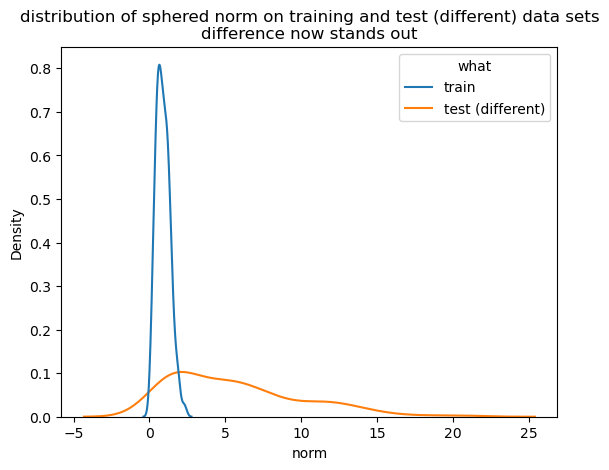 distribution of sphered norm on training and test (different) data sets
difference now stands out
what
train
test (different)
Density
0.8
0.7
0.6
0.5
0.4
0.3
0.2
0.1
0.0
−5
0
5
10
15
20
25
norm